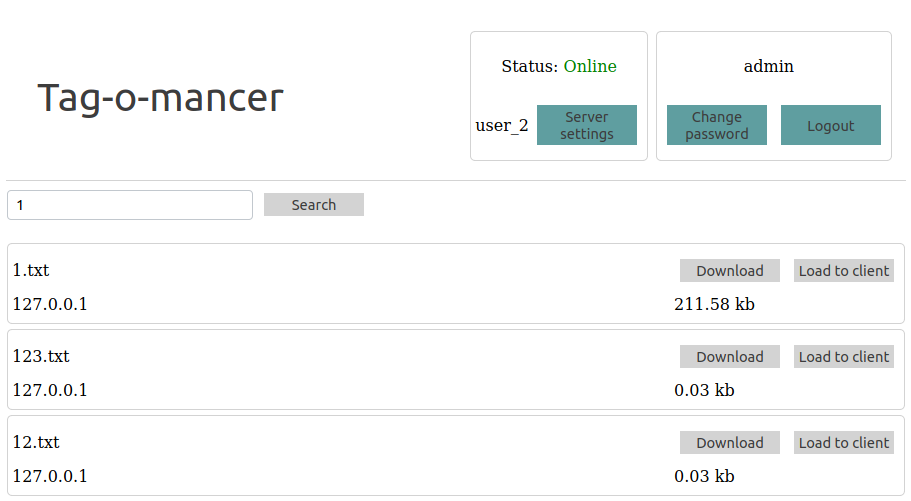 Tag-o-mancer
Status: Online
user_2
Server
settings
admin
Change
password
Logout
1
Search
1.txt
Download
Load to client
127.0.0.1
211.58 kb
123.txt
Download
Load to client
127.0.0.1
0.03 kb
12.txt
Download
Load to client
127.0.0.1
0.03 kb